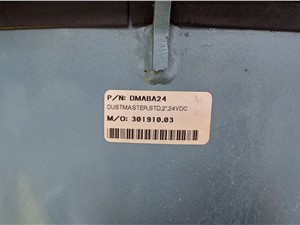 P/N: DMABA24
DUSTMASTER,STD,2",24VDC
M/O: 301910.03